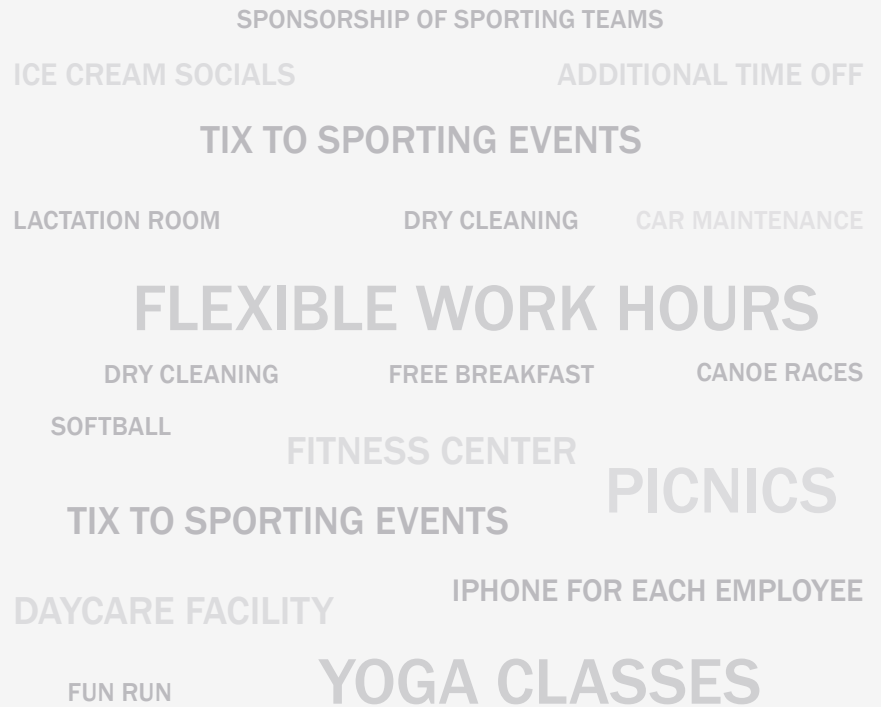 SPONSORSHIP OF SPORTING TEAMS
ICE CREAM SOCIALS ADDITIONAL TIME OFF
TIX TO SPORTING EVENTS
LACTATION ROOM DRY CLEANING CAR MAINTENANCE
FLEXIBLE WORK HOURS
DRY CLEANING FREE BREAKFAST CANOE RACES
SOFTBALL
FITNESS CENTER
PICNICS
TIX TO SPORTING EVENTS
IPHONE FOR EACH EMPLOYEE
DAYCARE FACILITY
FUN RUN YOGA CLASSES